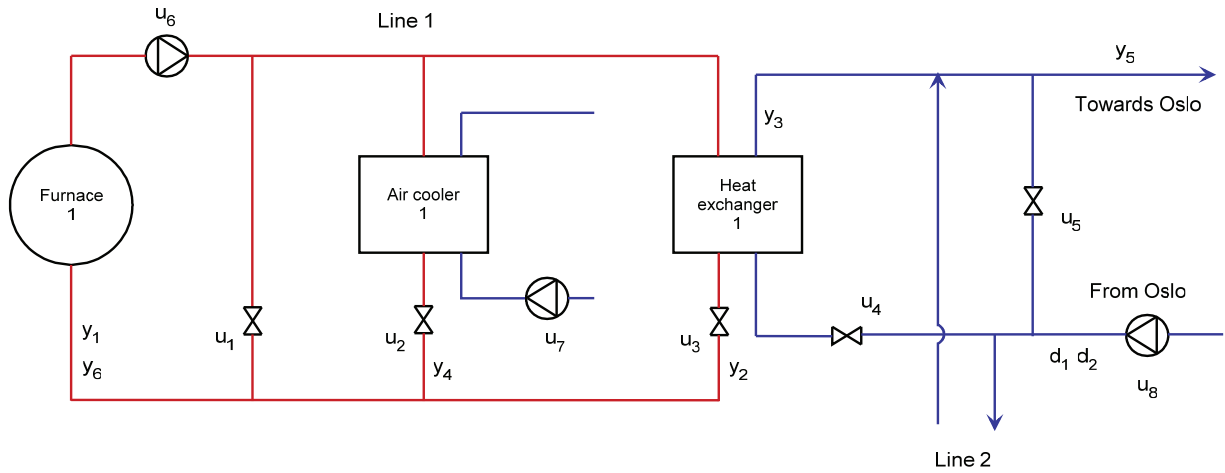 u6
Line 1
y5
Towards Oslo
y3
Furnace
1
Air cooler
1
Heat
exchanger
1
u5
From Oslo
u4
y1
u1
u2
u7
u3
y6
y4
y2
d1 d2
u8
Line 2